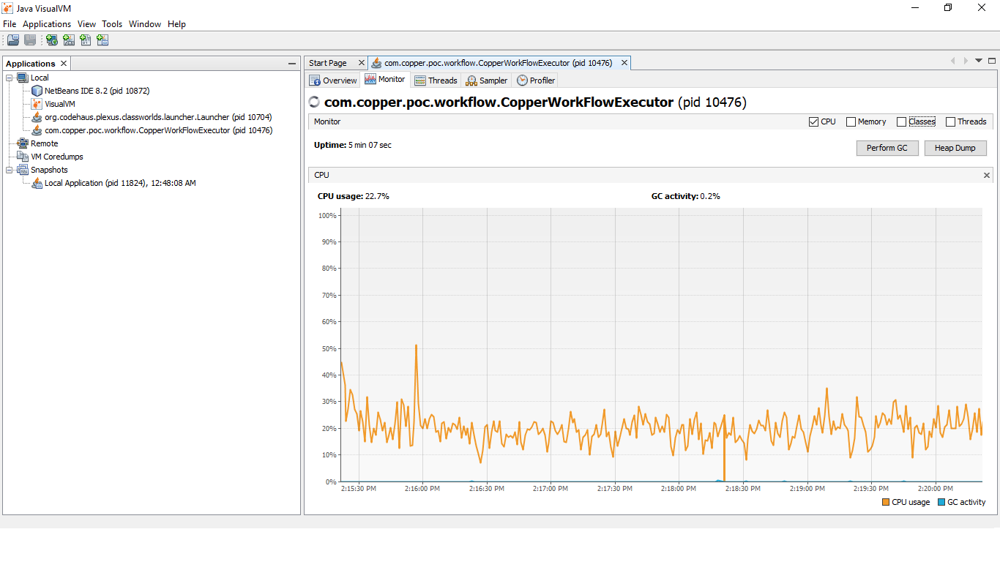 Java VisualVM
File Applications View Tools Window Help
Applications
Local
NetBeans IDE 8.2 (pid 10872)
VisualVM
org.codehaus.plexus.classworlds.launcher.Launcher (pid 10704)
com.copper.poc.workflow.CopperWorkFlowExecutor (pid 10476)
Remote
VM Coredumps
Snapshots
Local Application (pid 11824), 12:48:08 AM
Start Page com.copper.poc.workflow.CopperWorkFlowExecutor (pid 10476)
Overview Monitor Threads Sampler Profiler
com.copper.poc.workflow.CopperWorkFlowExecutor (pid 10476)
Monitor CPU Memory Classes Threads
Uptime: 5 min 07 sec Perform GC Heap Dump
CPU
CPU usage: 22.7% GC activity: 0.2%
100%
90%
80%
70%
60%
50%
40%
30%
20%
10%
0%
2:15:30 PM 2:16:00 PM 2:16:30 PM 2:17:00 PM 2:17:30 PM 2:18:00 PM 2:18:30 PM 2:19:00 PM 2:19:30 PM 2:20:00 PM
CPU usage GC activity